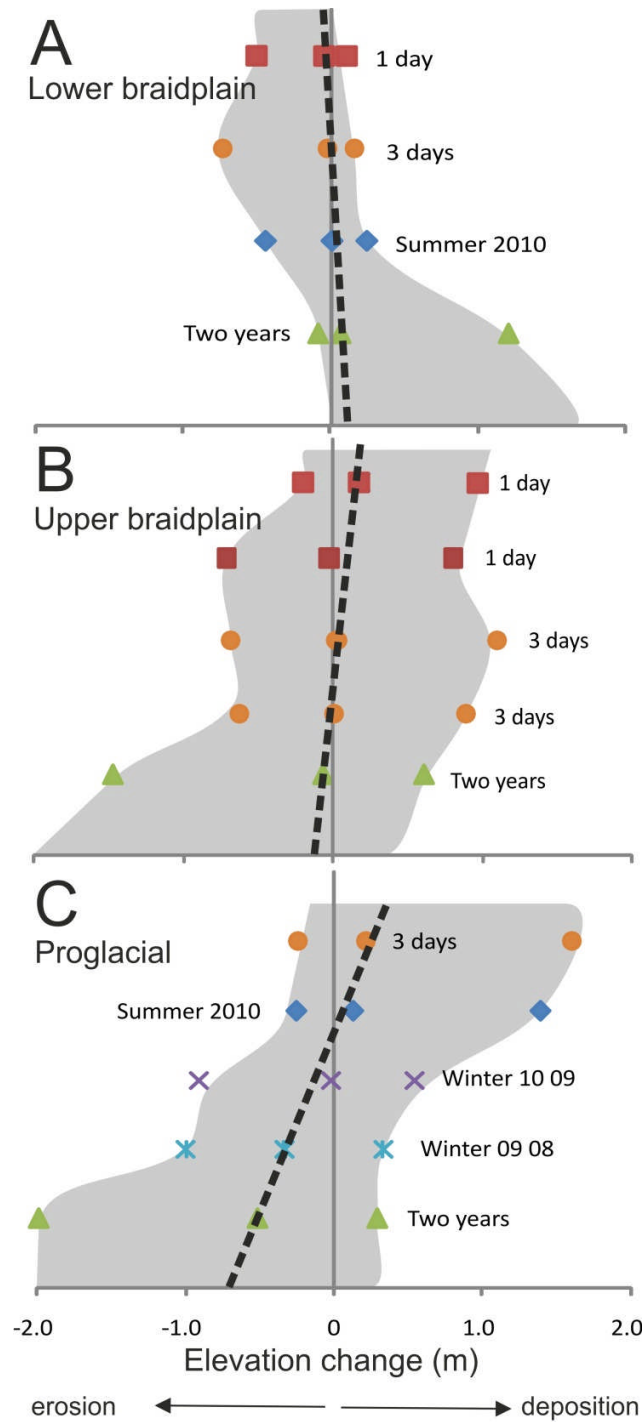 A
Lower braidplain
1 day
3 days
Summer 2010
Two years
B
Upper braidplain
1 day
1 day
3 days
3 days
Two years
C
Proglacial
3 days
Summer 2010
Winter 10 09
Winter 09 08
Two years
-2.0 -1.0 0 1.0 2.0
Elevation change (m)
erosion deposition